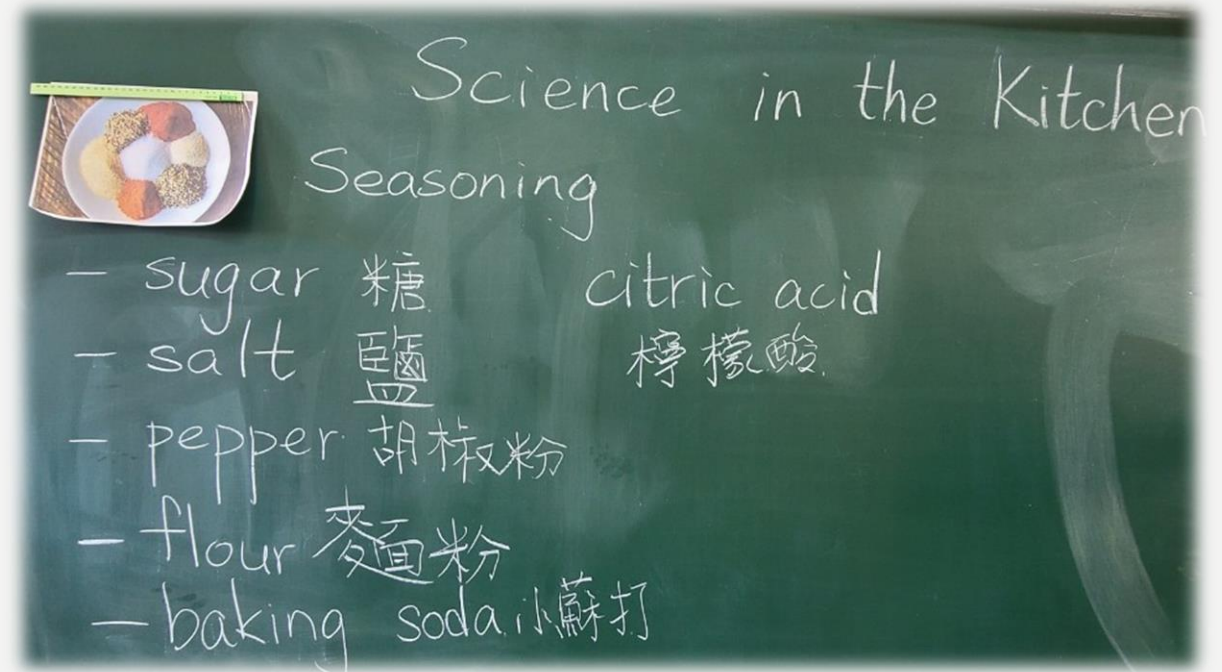 Science in the Kitchen
Seasoning
- sugar 糖
- salt 鹽
- pepper 胡椒粉
- flour 麵粉
- baking soda 小蘇打
citric acid
檸檬酸